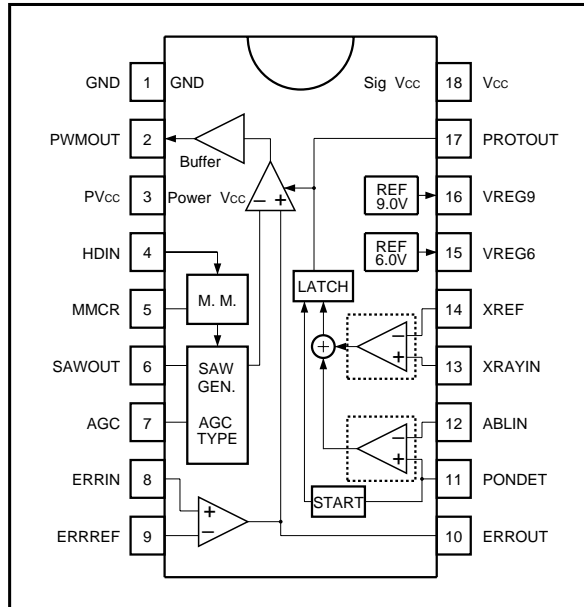 GND 1 GND Sig Vcc 18 Vcc
PWMOUT 2 Buffer 17 PROTOUT
PVcc 3 Power Vcc REF 9.0V 16 VREG9
HDIN 4 REF 6.0V 15 VREG6
MMCR 5 M. M. LATCH 14 XREF
SAWOUT 6 SAW GEN. 13 XRAYIN
AGC 7 AGC TYPE 12 ABLIN
ERRIN 8 START 11 PONDET
ERRREF 9 10 ERROUT
− +
+ −
− +
− +
+